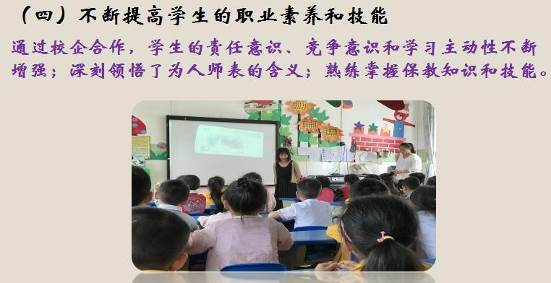 （四）不断提高学生的职业素养和技能
通过校企合作，学生的责任意识、竞争意识和学习主动性不断
增强；深刻领悟了为人师表的含义；熟练掌握保教知识和技能。